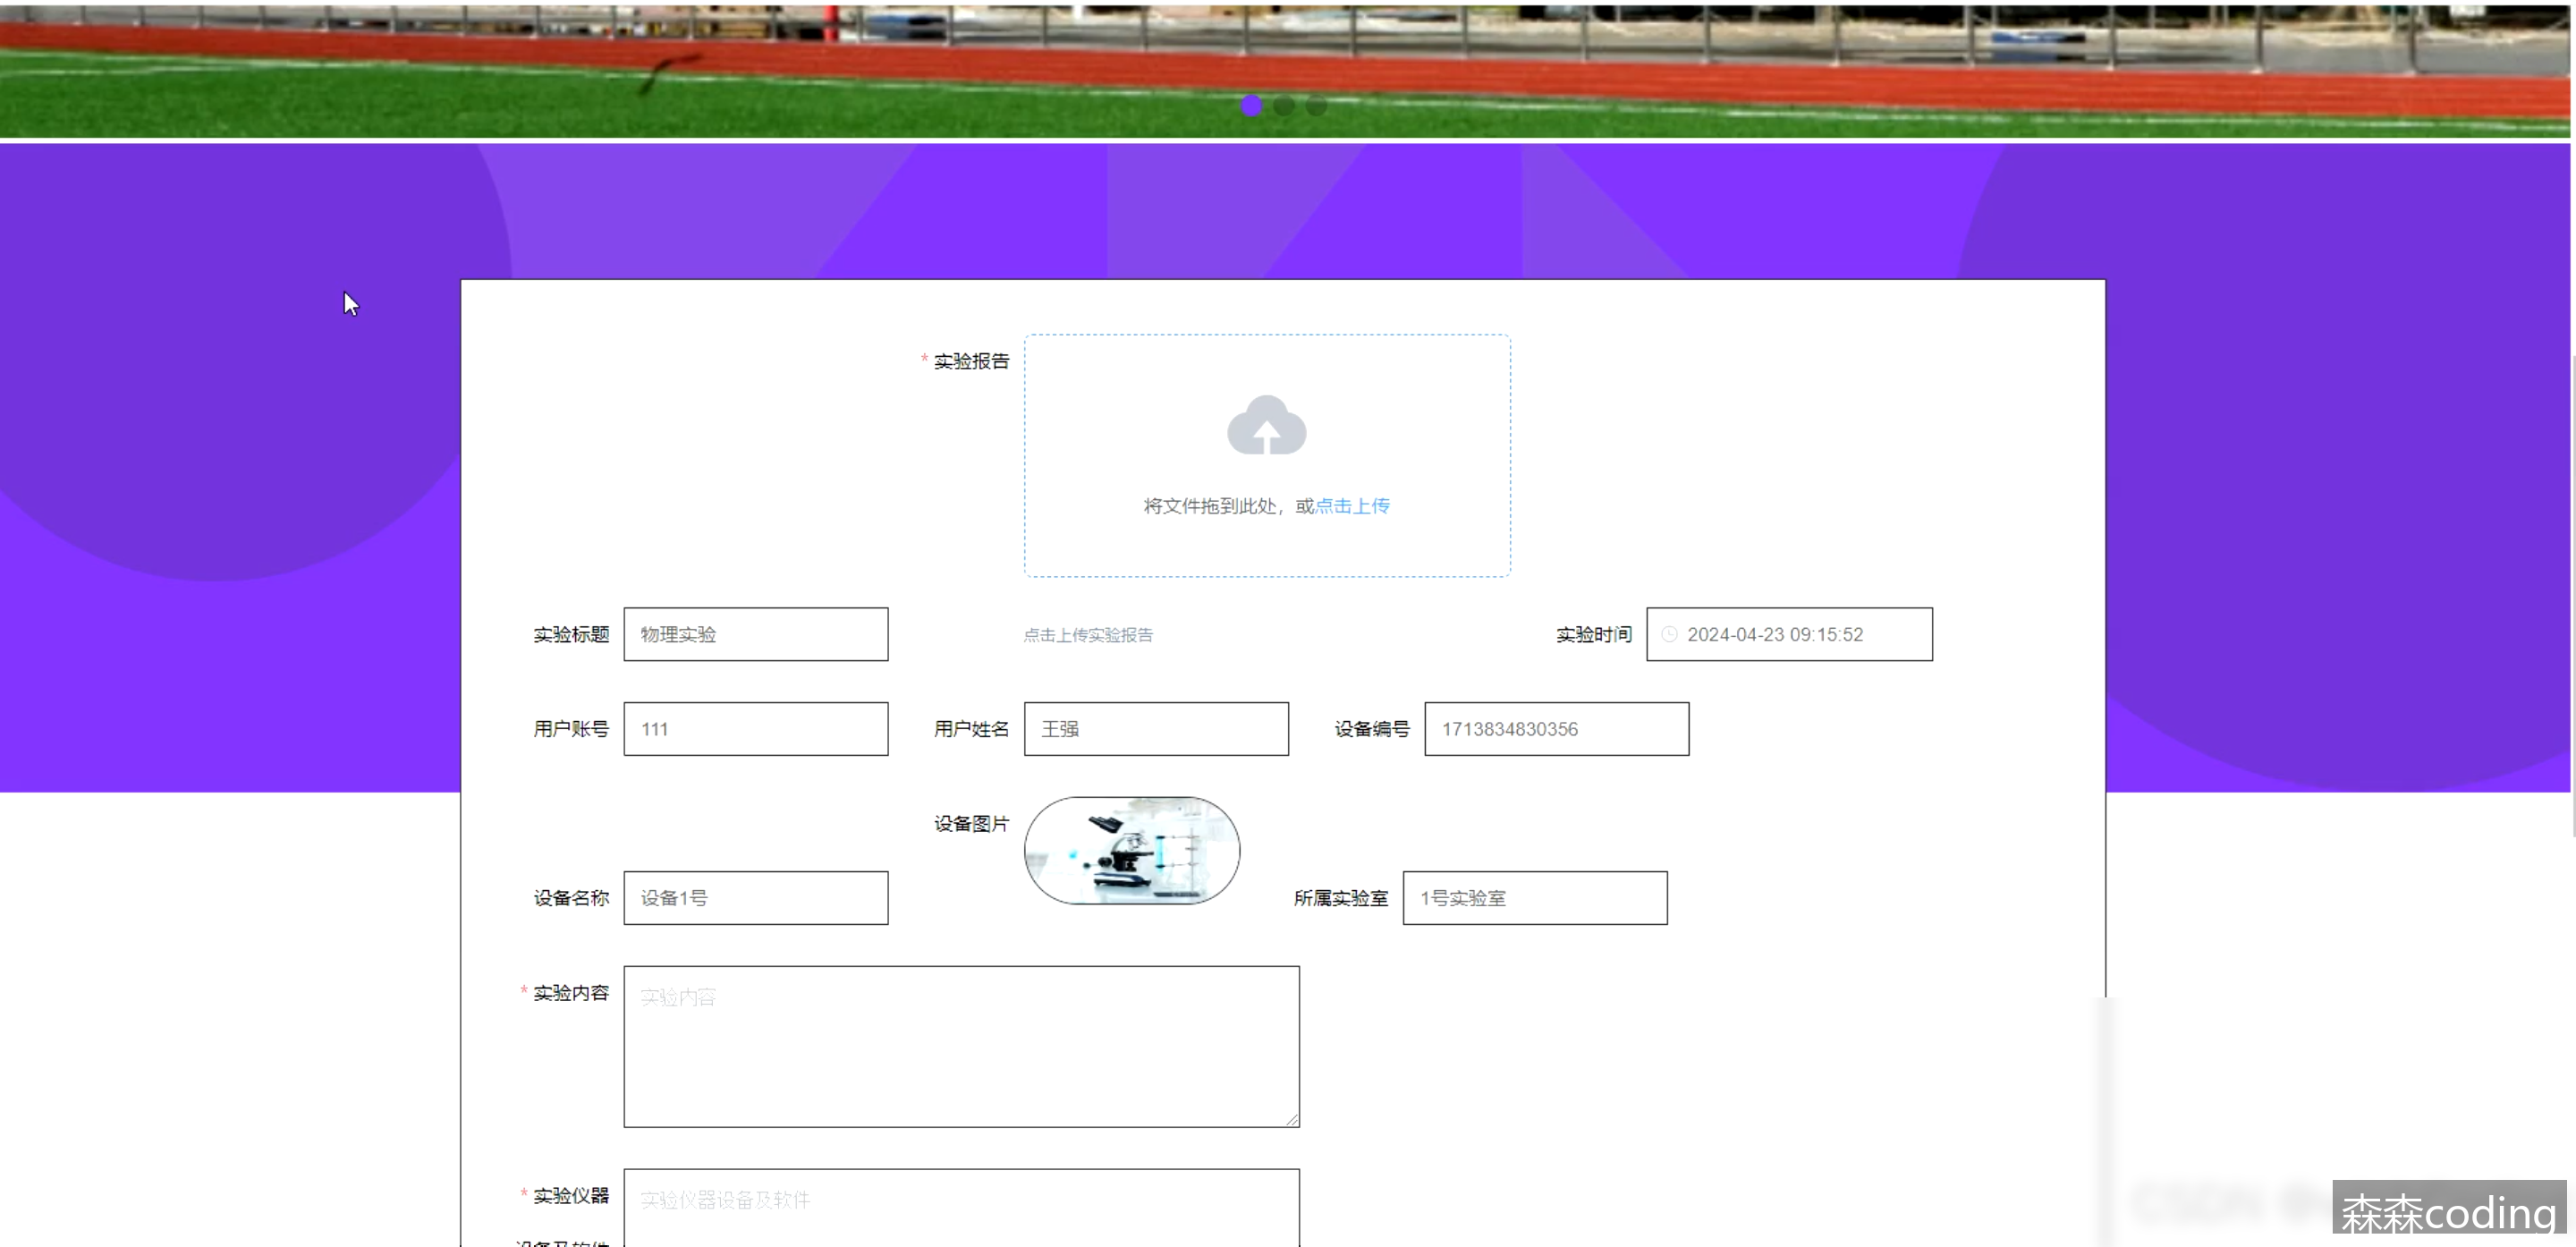 * 实验报告
将文件拖到此处，或点击上传
实验标题 物理实验 点击上传实验报告 实验时间 2024-04-23 09:15:52
用户账号 111 用户姓名 王强 设备编号 1713834830356
设备图片
设备名称 设备1号 所属实验室 1号实验室
* 实验内容 实验内容
* 实验仪器 实验仪器设备及软件
设备及软件
森森coding